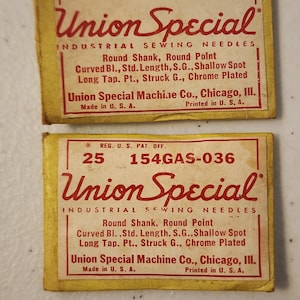 Union Special®
INDUSTRIAL SEWING NEEDLES
Round Shank, Round Point
Curved Bl., Std. Length, S.G., Shallow Spot
Long Tap. Pt., Struck G., Chrome Plated
Union Special Machine Co., Chicago, Ill.
Made in U. S. A. Printed in U. S. A.
® REG. U. S. PAT. OFF.
25 154GAS-036
Union Special®
INDUSTRIAL SEWING NEEDLES
Round Shank, Round Point
Curved Bl., Std. Length, S.G., Shallow Spot
Long Tap. Pt., Struck G., Chrome Plated
Union Special Machine Co., Chicago, Ill.
Made in U. S. A. Printed in U. S. A.